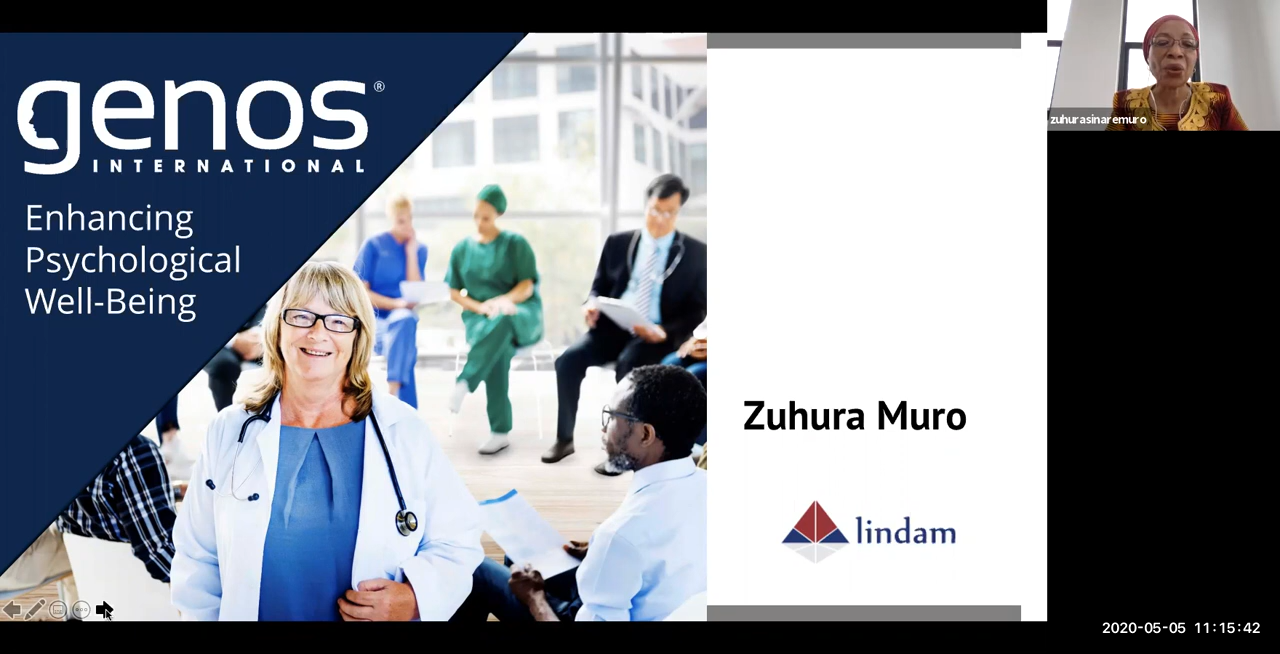 genos®
INTERNATIONAL
Enhancing
Psychological
Well-Being
Zuhura Muro
lindam
zuhurasinaremuro
2020-05-05 11:15:42